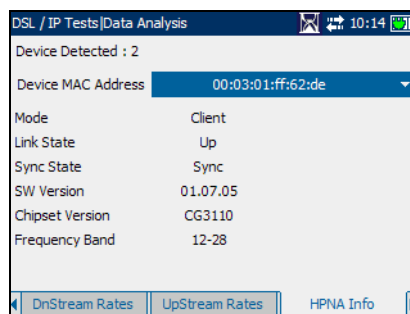 DSL / IP Tests|Data Analysis 10:14
Device Detected : 2
Device MAC Address 00:03:01:ff:62:de
Mode Client
Link State Up
Sync State Sync
SW Version 01.07.05
Chipset Version CG3110
Frequency Band 12-28
DnStream Rates UpStream Rates HPNA Info